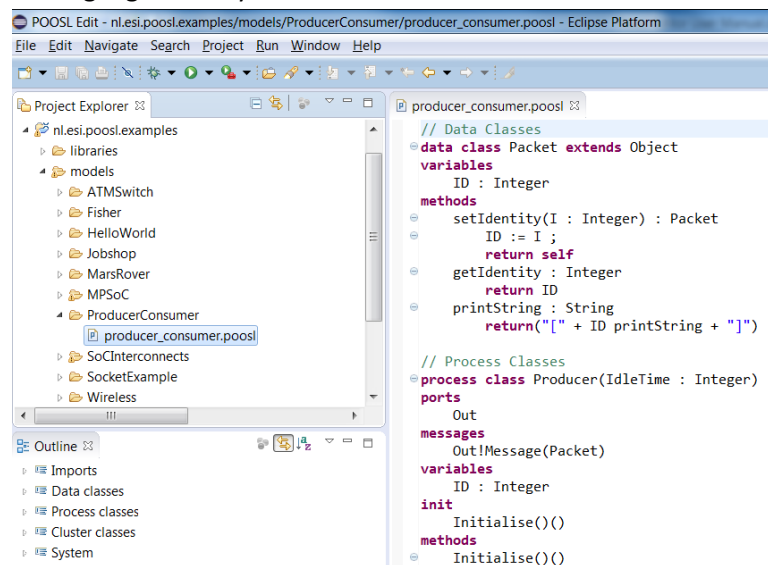 POOSL Edit - nl.esi.poosl.examples/models/ProducerConsumer/producer_consumer.poosl - Eclipse Platform
File Edit Navigate Search Project Run Window Help
Project Explorer
nl.esi.poosl.examples
libraries
models
ATMSwitch
Fisher
HelloWorld
Jobshop
MarsRover
MPSoC
ProducerConsumer
producer_consumer.poosl
SoCInterconnects
SocketExample
Wireless
Outline
Imports
Data classes
Process classes
Cluster classes
System
producer_consumer.poosl
// Data Classes
data class Packet extends Object
variables
ID : Integer
methods
setIdentity(I : Integer) : Packet
ID := I ;
return self
getIdentity : Integer
return ID
printString : String
return("[" + ID printString + "]")
// Process Classes
process class Producer(IdleTime : Integer)
ports
Out
messages
Out!Message(Packet)
variables
ID : Integer
init
Initialise()()
methods
Initialise()()